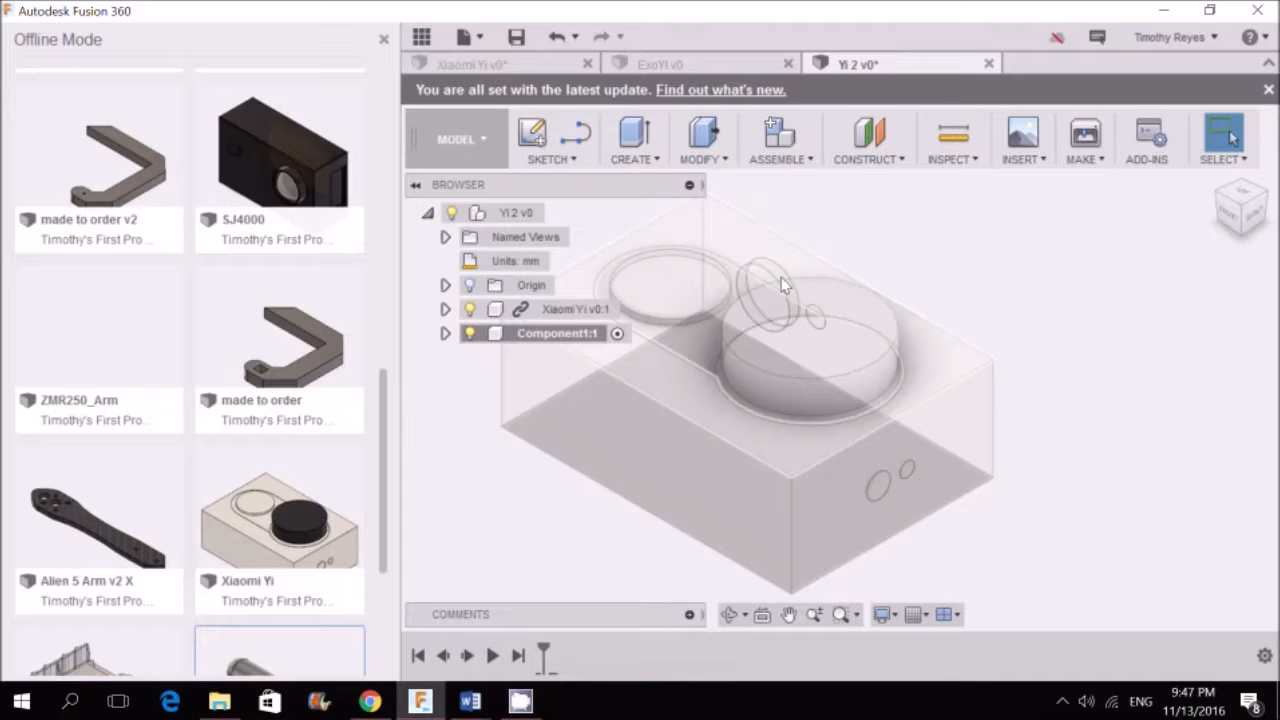 Autodesk Fusion 360
Offline Mode
Timothy Reyes
Xiaomi Yi v0*
ExoYi v0
Yi 2 v0*
You are all set with the latest update. Find out what's new.
MODEL
SKETCH
CREATE
MODIFY
ASSEMBLE
CONSTRUCT
INSPECT
INSERT
MAKE
ADD-INS
SELECT
BROWSER
Yi 2 v0
Named Views
Units: mm
Origin
Xiaomi Yi v0:1
Component1:1
made to order v2
Timothy's First Pro...
SJ4000
Timothy's First Pro...
ZMR250_Arm
Timothy's First Pro...
made to order
Timothy's First Pro...
Alien 5 Arm v2 X
Timothy's First Pro...
Xiaomi Yi
Timothy's First Pro...
COMMENTS
ENG
9:47 PM
11/13/2016
8